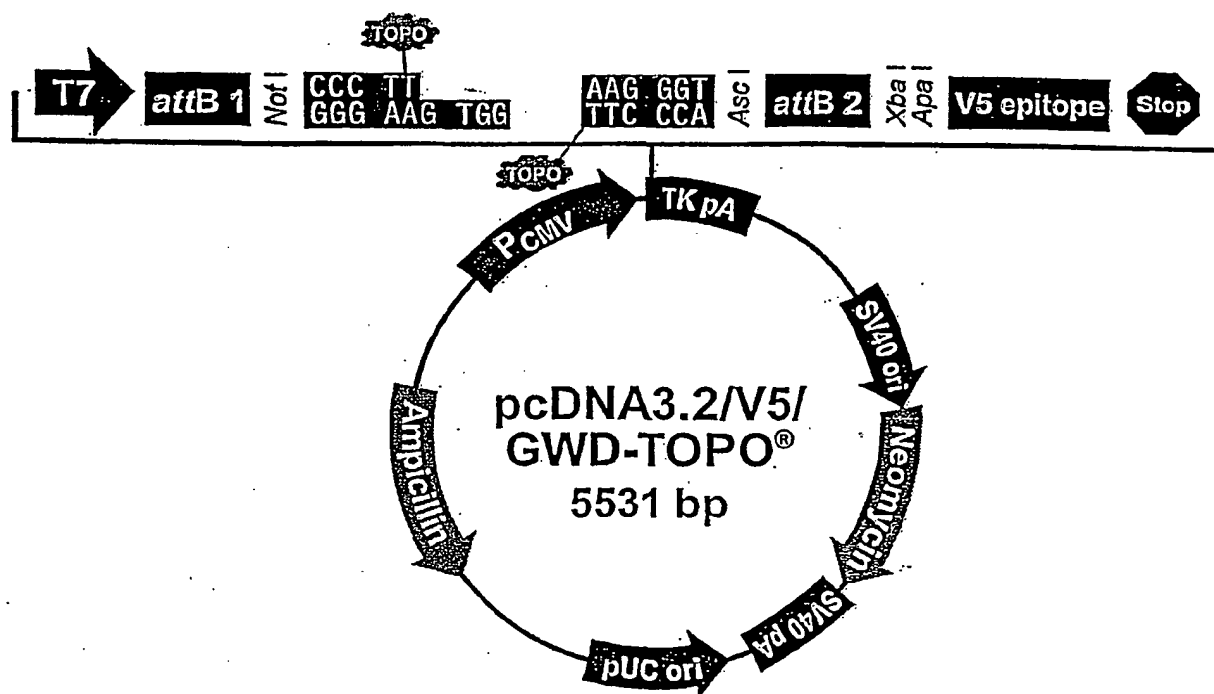 TOPO
T7
attB 1
Not I
CCC TT
GGG AAG TGG
AAG GGT
TTC CCA
Asc I
attB 2
Xba I
Apa I
V5 epitope
Stop
TOPO
PCMV
TK pA
SV40 ori
Neomycin
SV40 pA
pUC ori
Ampicillin
pcDNA3.2/V5/
GWD-TOPO®
5531 bp